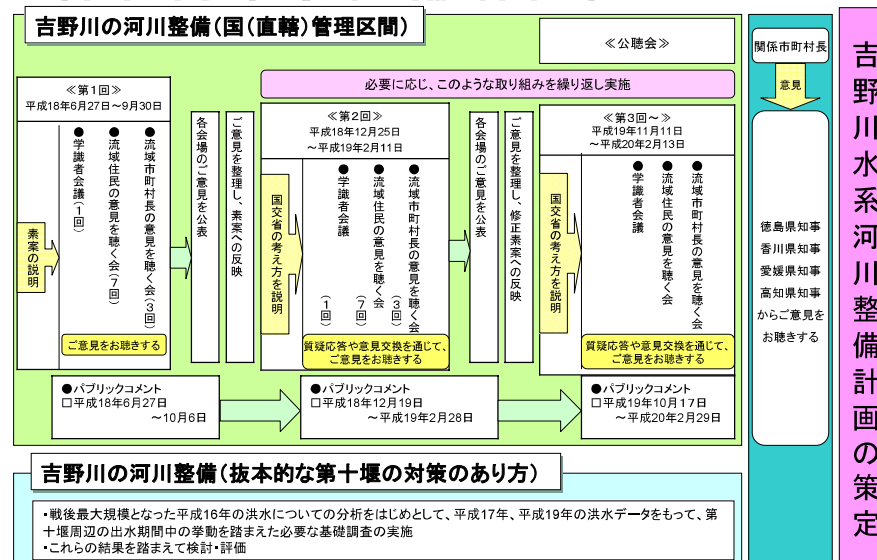 吉野川の河川整備(国(直轄)管理区間)
≪公聴会≫
必要に応じ、このような取り組みを繰り返し実施
≪第1回≫
平成18年6月27日~9月30日
素案の説明
●学識者会議(1回)
●流域住民の意見を聴く会(7回)
●流域市町村長の意見を聴く会(3回)
ご意見をお聴きする
各会場のご意見を公表
ご意見を整理し、素案への反映
≪第2回≫
平成18年12月25日
~平成19年2月11日
国交省の考え方を説明
●学識者会議(1回)
●流域住民の意見を聴く会(7回)
●流域市町村長の意見を聴く会(3回)
質疑応答や意見交換を通じて、
ご意見をお聴きする
各会場のご意見を公表
ご意見を整理し、修正素案への反映
≪第3回~≫
平成19年11月11日
~平成20年2月13日
国交省の考え方を説明
●学識者会議
●流域住民の意見を聴く会
●流域市町村長の意見を聴く会
質疑応答や意見交換を通じて、
ご意見をお聴きする
●パブリックコメント
□平成18年6月27日
~10月6日
●パブリックコメント
□平成18年12月19日
~平成19年2月28日
●パブリックコメント
□平成19年10月17日
~平成20年2月29日
関係市町村長
意見
徳島県知事
香川県知事
愛媛県知事
高知県知事
からご意見を
お聴きする
吉野川水系河川整備計画の策定
吉野川の河川整備(抜本的な第十堰の対策のあり方)
・戦後最大規模となった平成16年の洪水についての分析をはじめとして、平成17年、平成19年の洪水データをもって、第
十堰周辺の出水期間中の挙動を踏まえた必要な基礎調査の実施
・これらの結果を踏まえて検討・評価